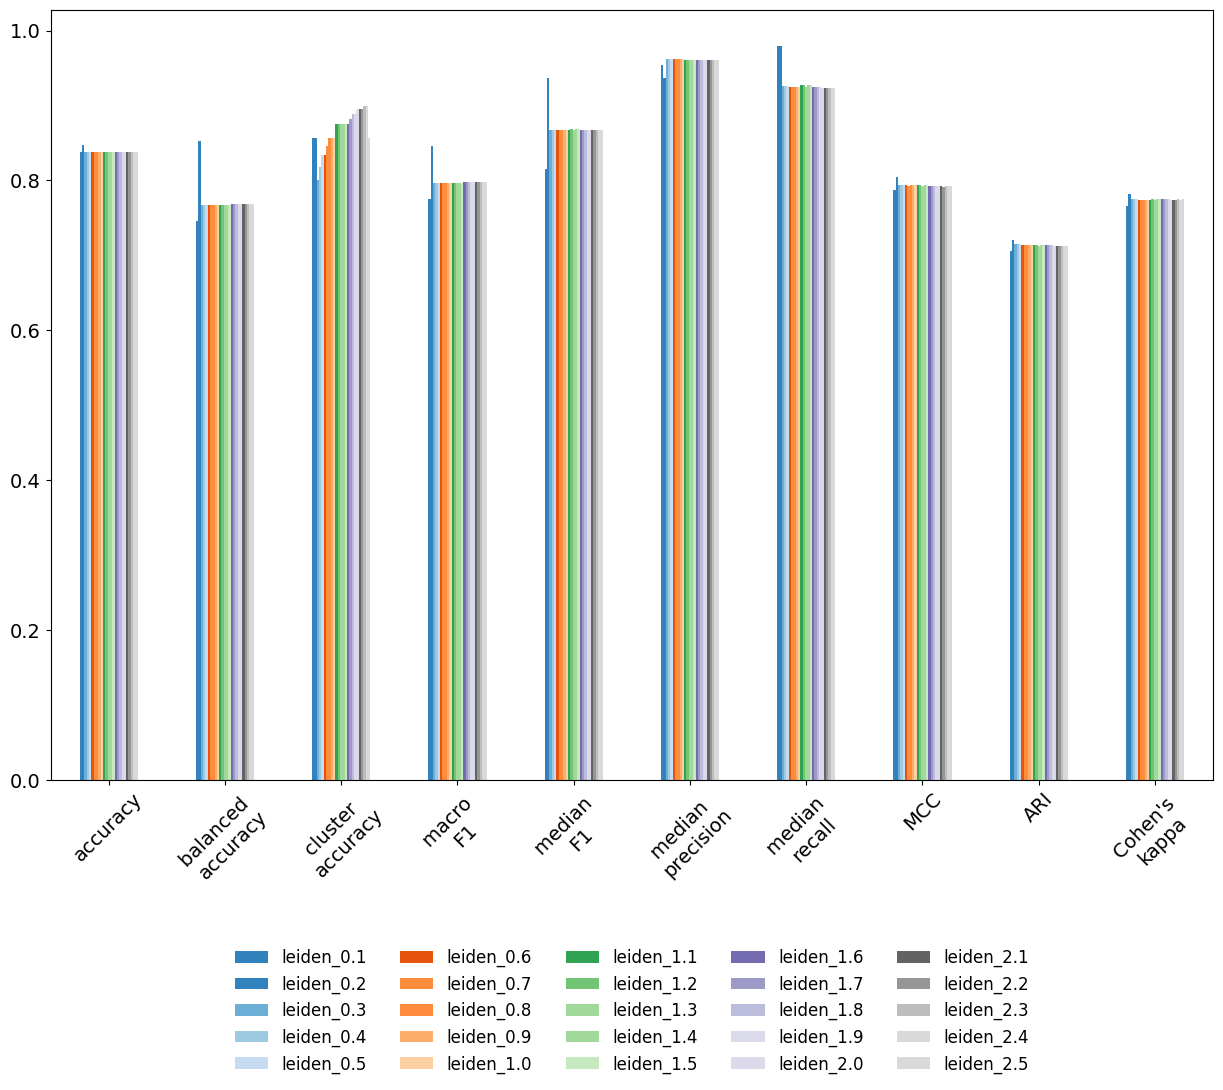 1.0
0.8
0.6
0.4
0.2
0.0
accuracy
balanced
accuracy
cluster
accuracy
macro
F1
median
F1
median
precision
median
recall
MCC
ARI
Cohen's
kappa
leiden_0.1
leiden_0.2
leiden_0.3
leiden_0.4
leiden_0.5
leiden_0.6
leiden_0.7
leiden_0.8
leiden_0.9
leiden_1.0
leiden_1.1
leiden_1.2
leiden_1.3
leiden_1.4
leiden_1.5
leiden_1.6
leiden_1.7
leiden_1.8
leiden_1.9
leiden_2.0
leiden_2.1
leiden_2.2
leiden_2.3
leiden_2.4
leiden_2.5